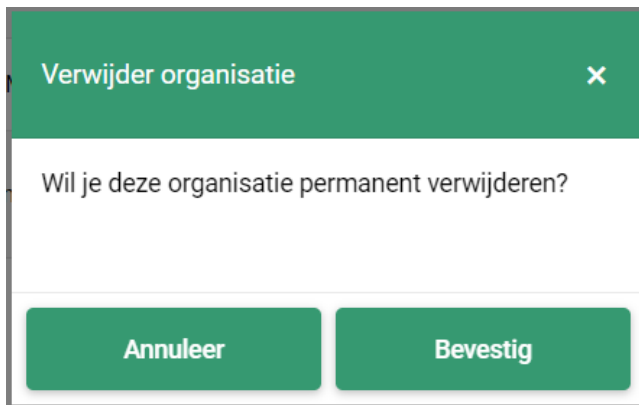 Verwijder organisatie
Wil je deze organisatie permanent verwijderen?
Annuleer
Bevestig